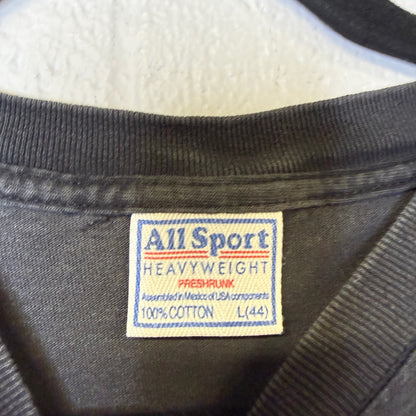 All Sport
HEAVYWEIGHT
PRESHRUNK
Assembled in Mexico of USA components
100% COTTON L(44)